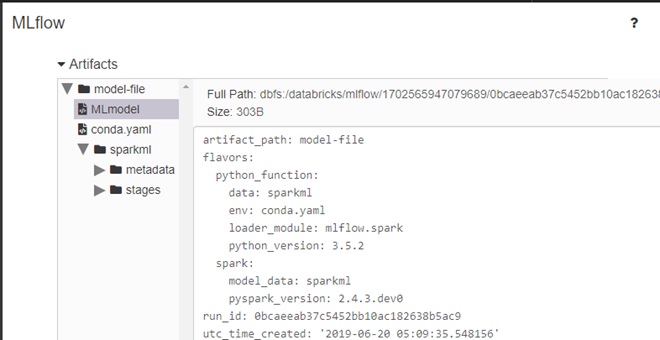 MLflow
?
Artifacts
model-file
MLmodel
conda.yaml
sparkml
metadata
stages
Full Path: dbfs:/databricks/mlflow/1702565947079689/0bcaeeab37c5452bb10ac182638
Size: 303B
artifact_path: model-file
flavors:
  python_function:
    data: sparkml
    env: conda.yaml
    loader_module: mlflow.spark
    python_version: 3.5.2
  spark:
    model_data: sparkml
    pyspark_version: 2.4.3.dev0
run_id: 0bcaeeab37c5452bb10ac182638b5ac9
utc_time_created: '2019-06-20 05:09:35.548156'